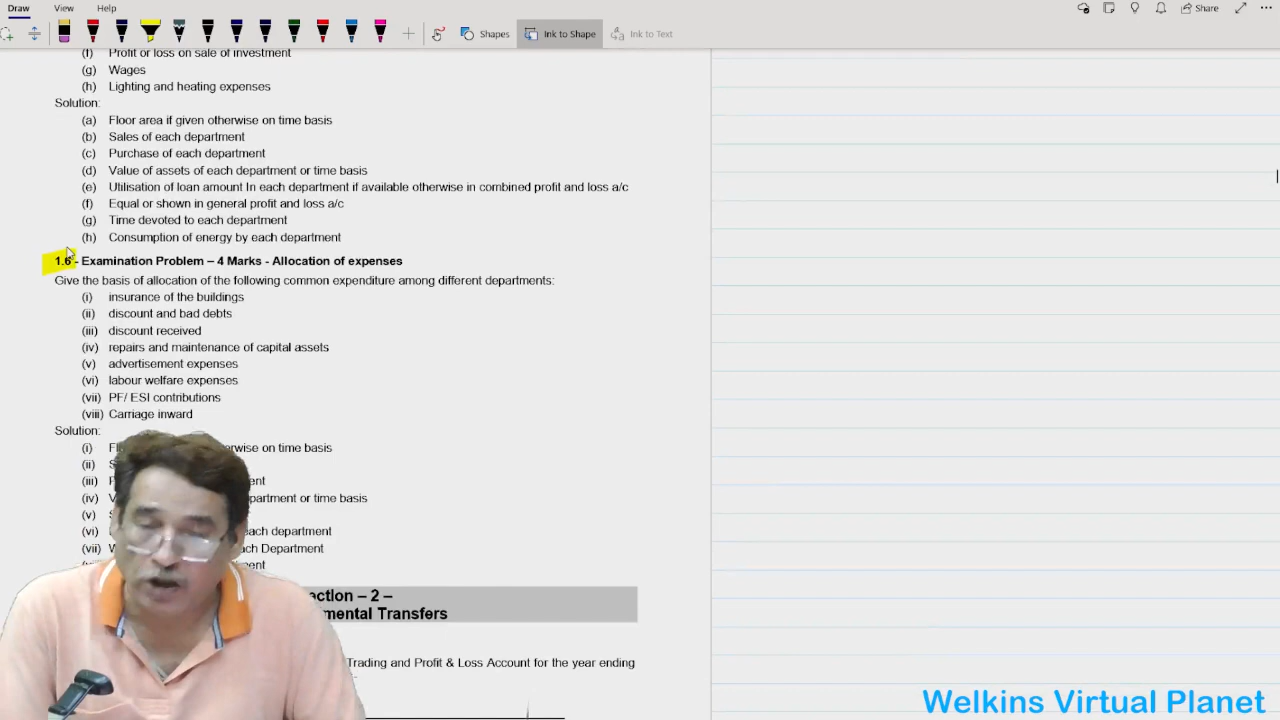 Draw View Help
Share
Shapes Ink to Shape Ink to Text
(f) Profit or loss on sale of investment
(g) Wages
(h) Lighting and heating expenses
Solution:
(a) Floor area if given otherwise on time basis
(b) Sales of each department
(c) Purchase of each department
(d) Value of assets of each department or time basis
(e) Utilisation of loan amount In each department if available otherwise in combined profit and loss a/c
(f) Equal or shown in general profit and loss a/c
(g) Time devoted to each department
(h) Consumption of energy by each department
1.6 - Examination Problem – 4 Marks - Allocation of expenses
Give the basis of allocation of the following common expenditure among different departments:
(i) insurance of the buildings
(ii) discount and bad debts
(iii) discount received
(iv) repairs and maintenance of capital assets
(v) advertisement expenses
(vi) labour welfare expenses
(vii) PF/ ESI contributions
(viii) Carriage inward
Solution:
(i) on time basis
(ii)
(iii)
(iv) or time basis
(v)
(vi) each department
(vii) Department
– 2 –
Transfers
Trading and Profit & Loss Account for the year ending
Welkins Virtual Planet